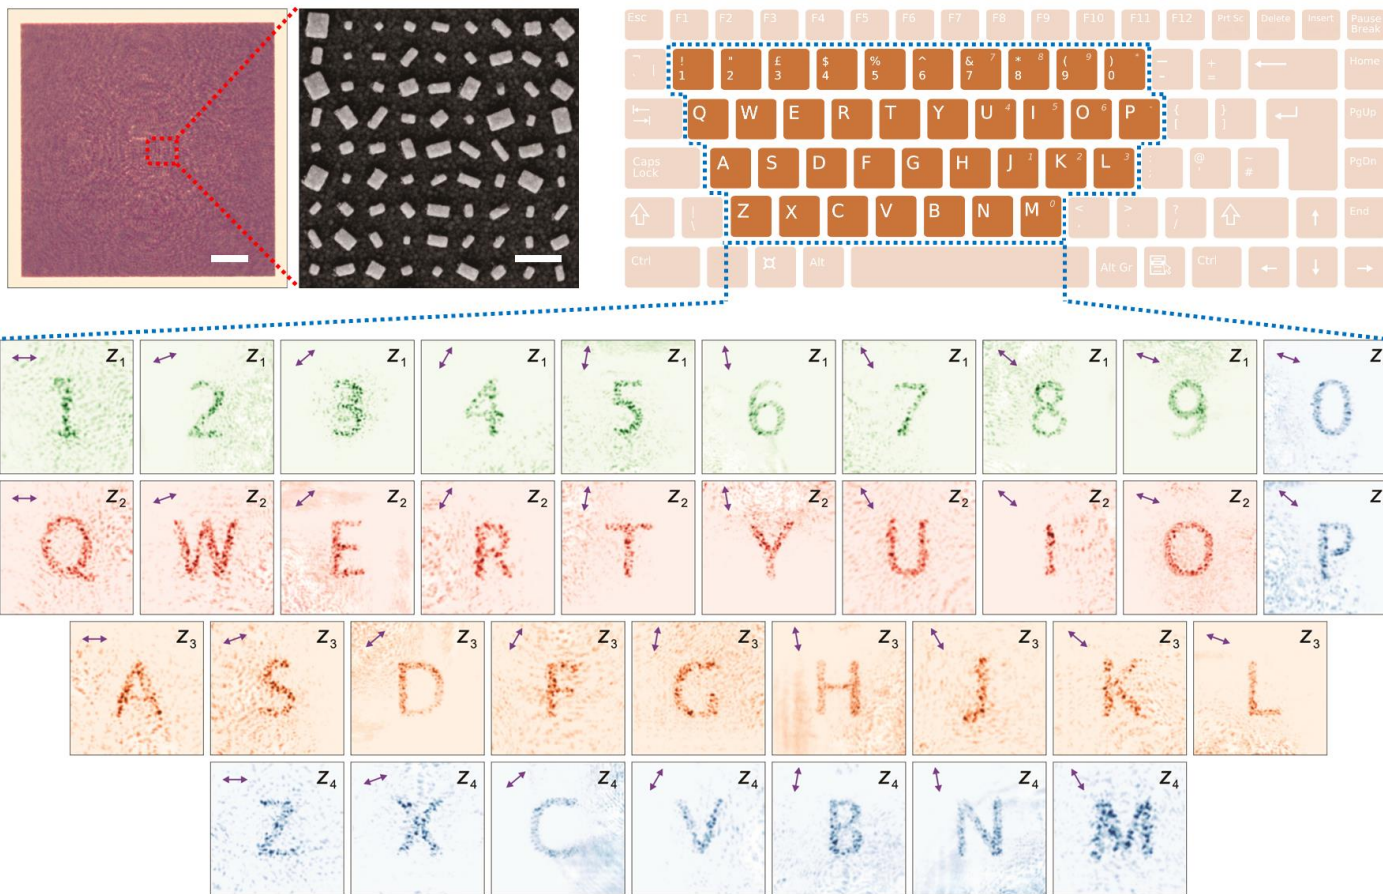 Esc F1 F2 F3 F4 F5 F6 F7 F8 F9 F10 F11 F12 Prt Sc Delete Insert Pause Break
¬ | ! 1 " 2 £ 3 $ 4 % 5 ^ 6 & 7 7 * 8 8 ( 9 9 ) 0 * — - + = Home
Q W E R T Y U 4 I 5 O 6 P - { [ } ] PgUp
Caps Lock A S D F G H J 1 K 2 L 3 : ; @ ' ~ # PgDn
| \ Z X C V B N M 0 < , > . ? / End
Ctrl Alt Alt Gr Ctrl
Z1 Z1 Z1 Z1 Z1 Z1 Z1 Z1 Z1 Z
1 2 3 4 5 6 7 8 9 0
Z2 Z2 Z2 Z2 Z2 Z2 Z2 Z2 Z2 Z
Q W E R T Y U I O P
Z3 Z3 Z3 Z3 Z3 Z3 Z3 Z3 Z3
A S D F G H J K L
Z4 Z4 Z4 Z4 Z4 Z4 Z4
Z X C V B N M